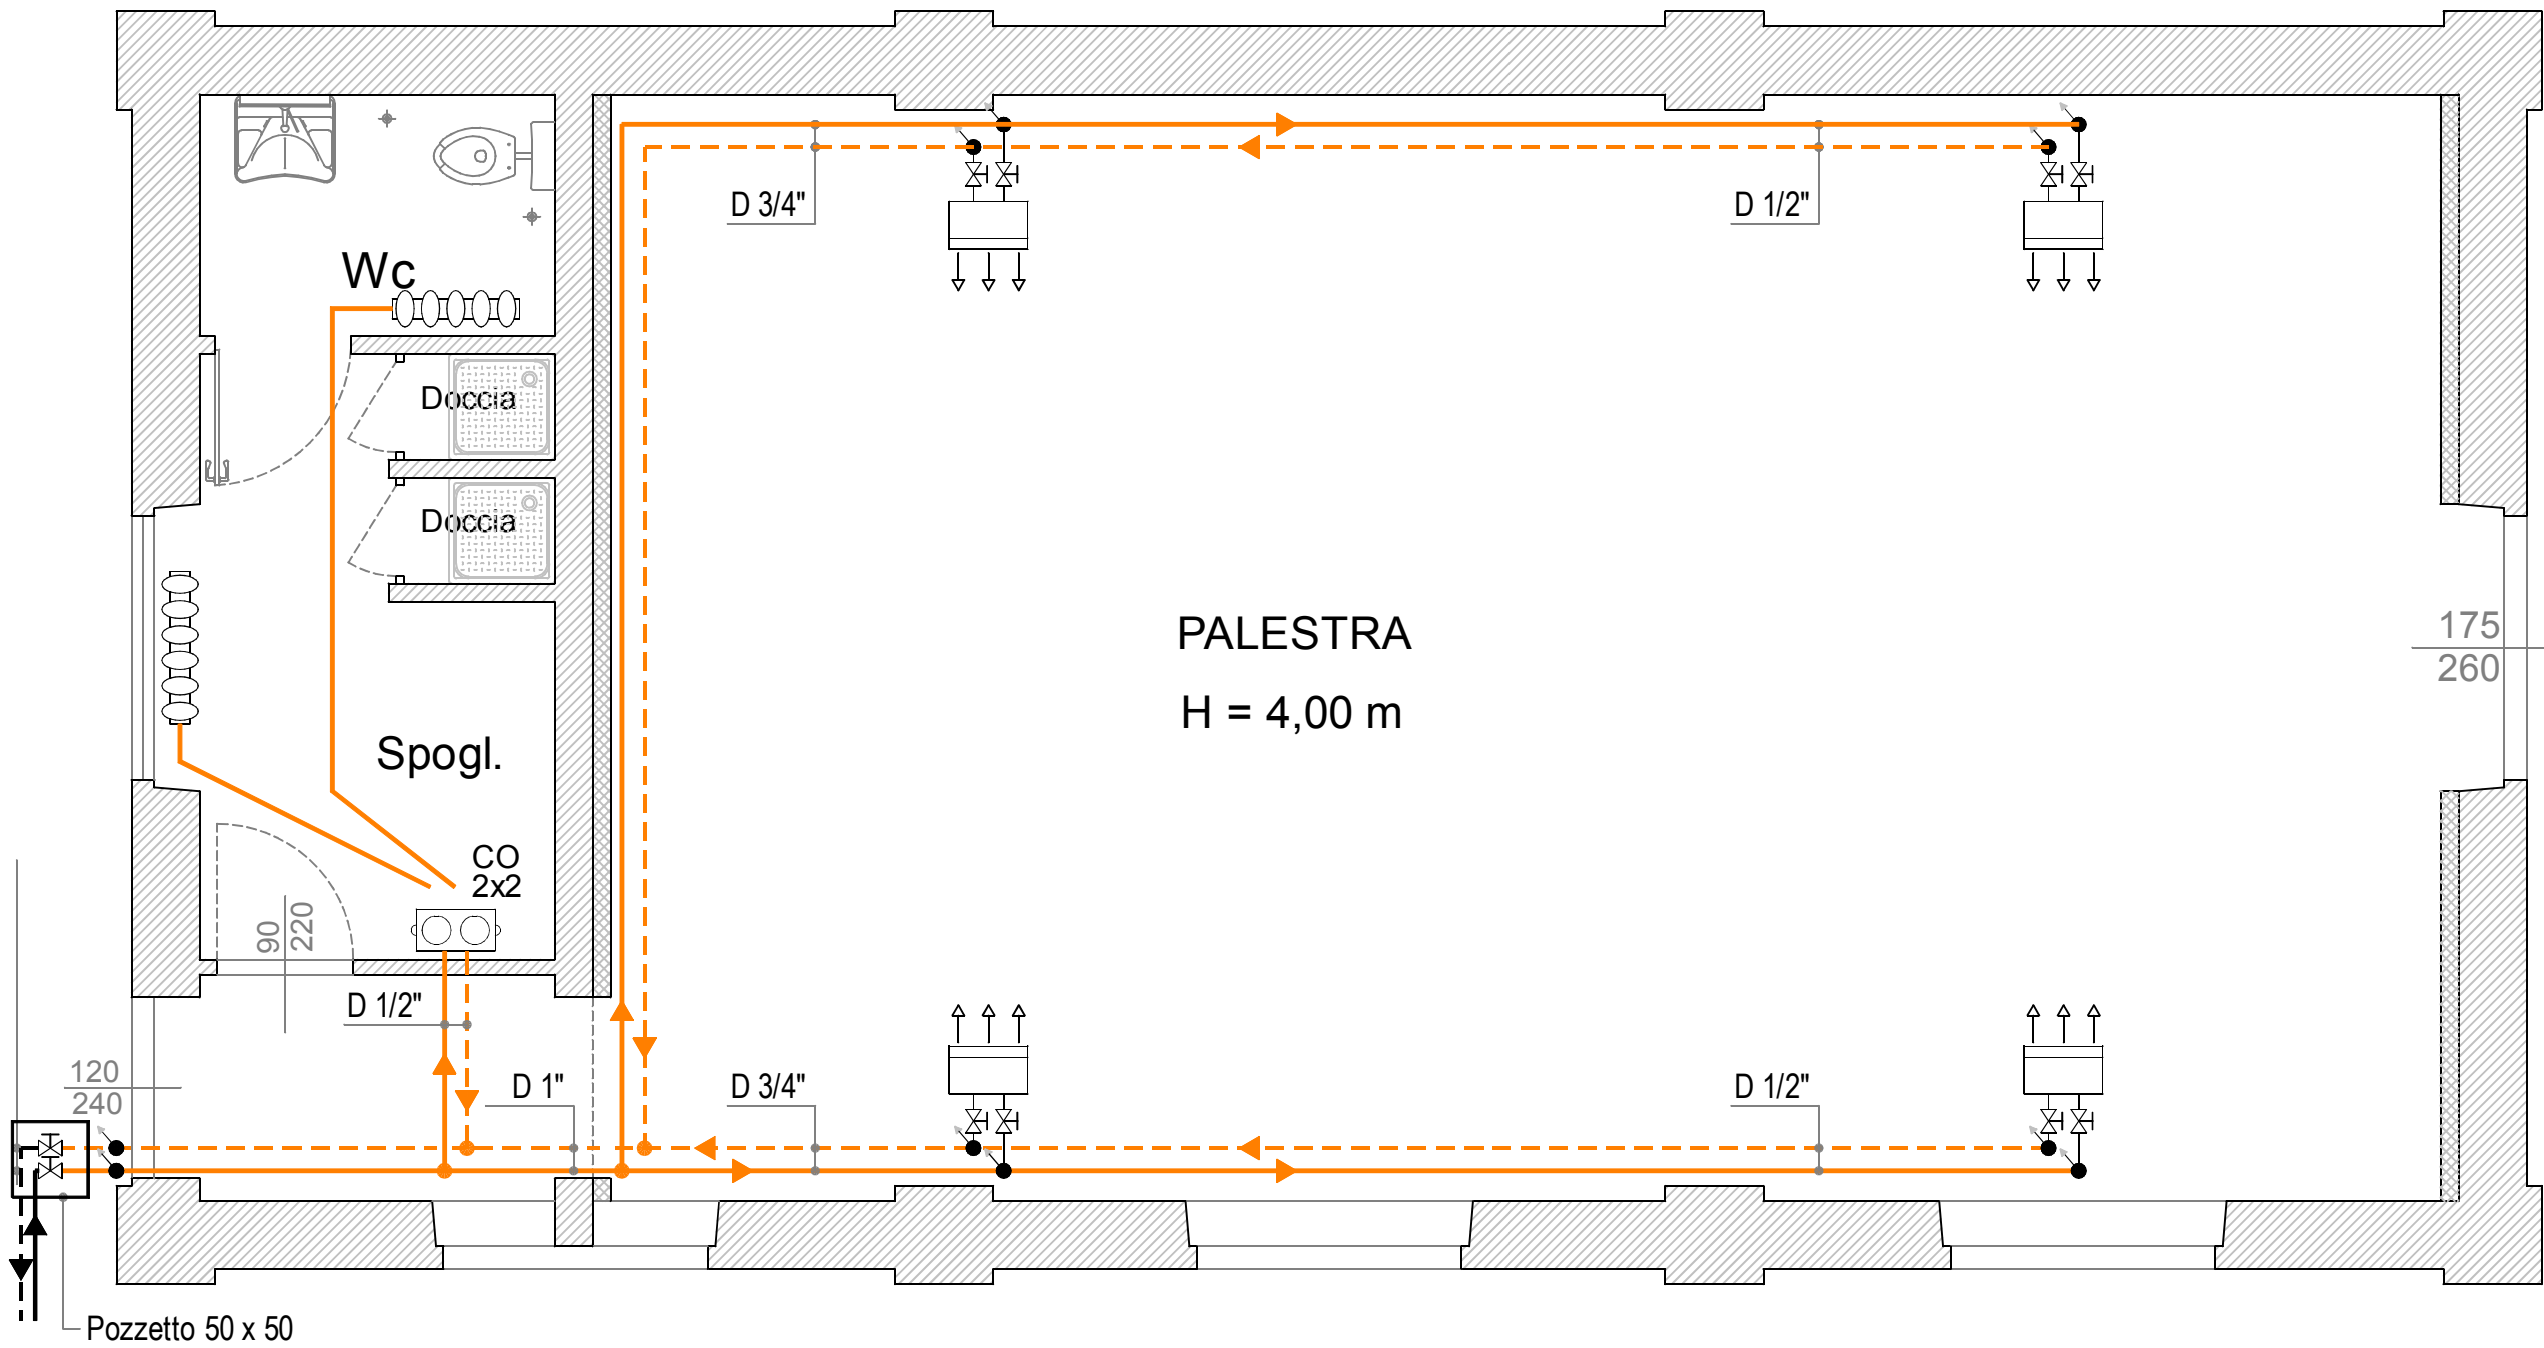 D 3/4"
D 1/2"
Wc
Doccia
Doccia
PALESTRA
H = 4,00 m
175
260
Spogl.
CO
2x2
90
220
D 1/2"
120
240
D 1"
D 3/4"
D 1/2"
Pozzetto 50 x 50